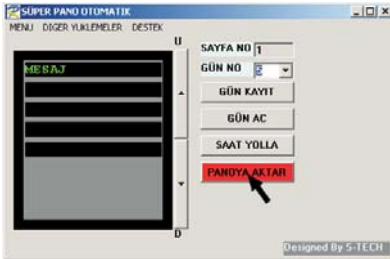 SÜPER PANO OTOMATIK
MENU DIGER YUKLEMELER DESTEK
U
SAYFA NO 1
MESAJ
GÜN NO 2
GÜN KAYIT
GÜN AC
SAAT YOLLA
PANOYA AKTAR
D
Designed By S-TECH